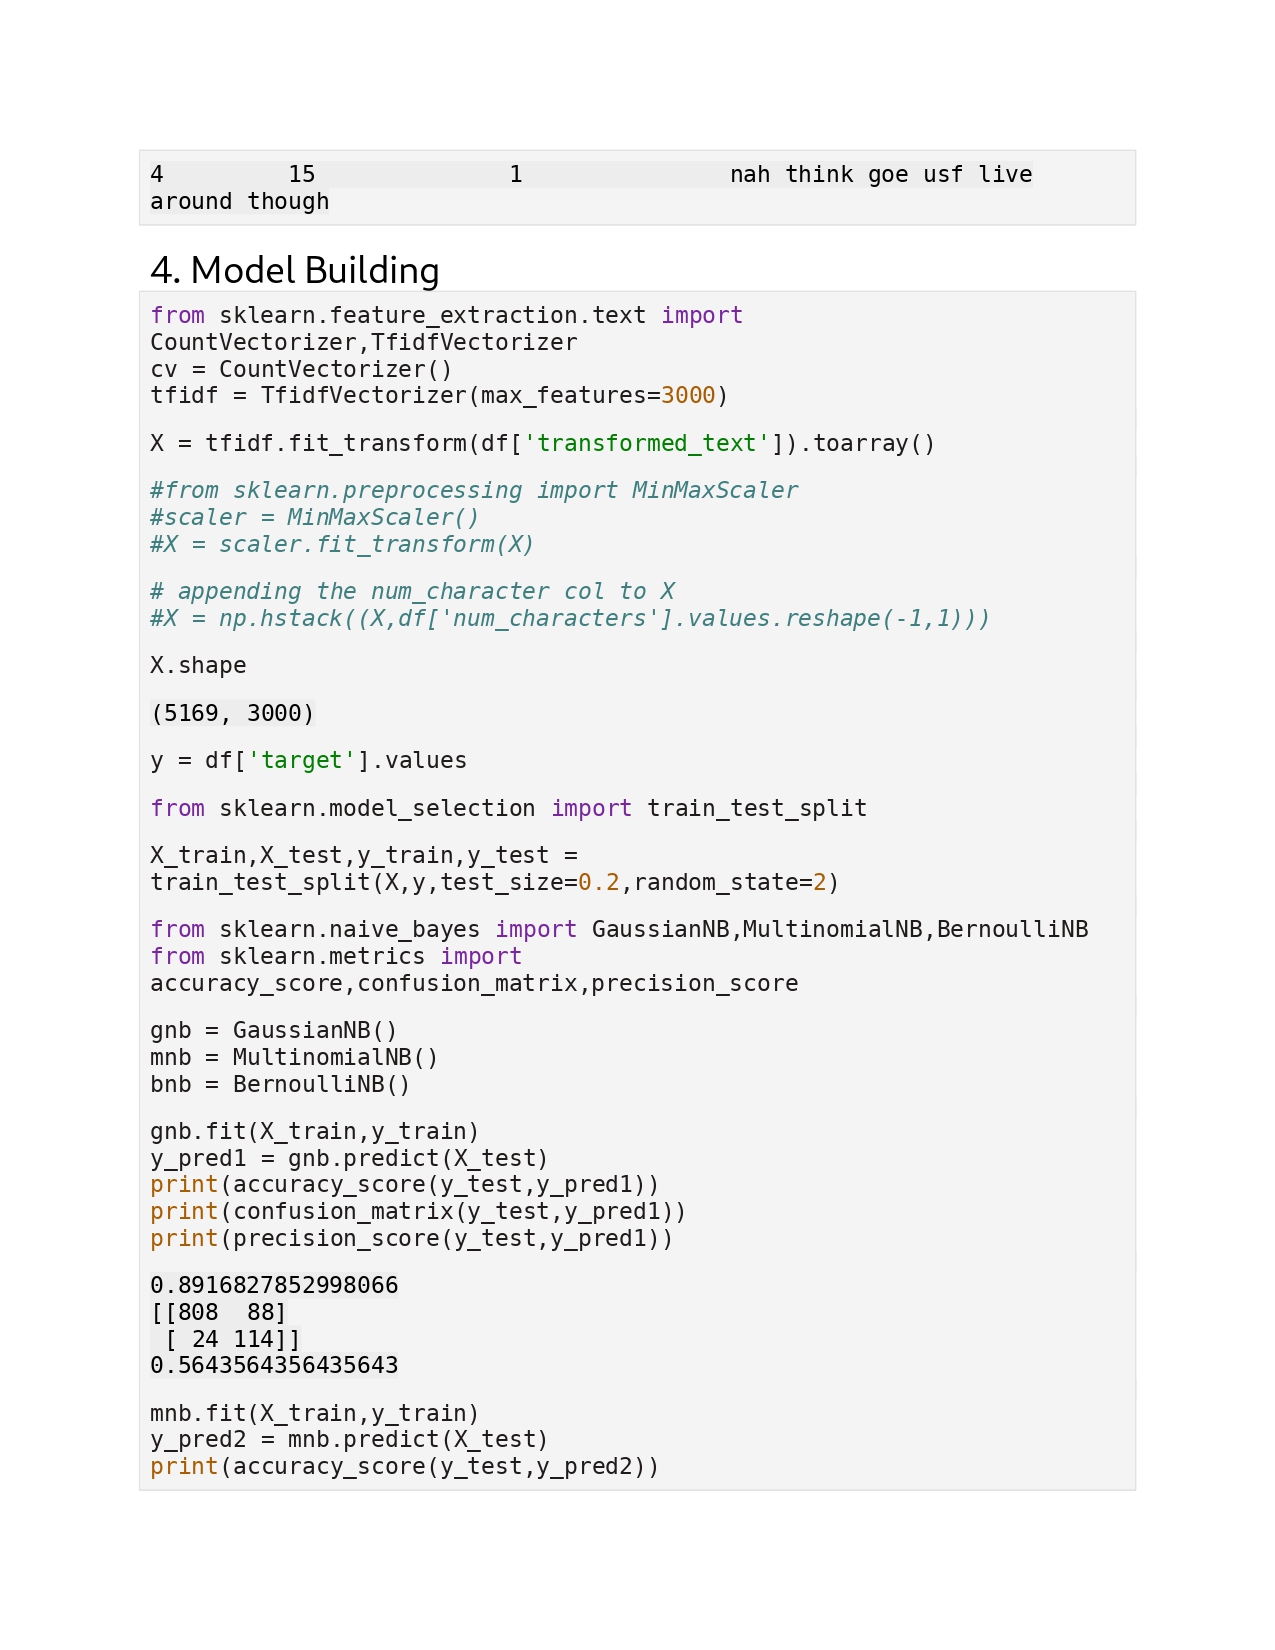 4         15              1               nah think goe usf live
around though
4. Model Building
from sklearn.feature_extraction.text import
CountVectorizer,TfidfVectorizer
cv = CountVectorizer()
tfidf = TfidfVectorizer(max_features=3000)
X = tfidf.fit_transform(df['transformed_text']).toarray()
#from sklearn.preprocessing import MinMaxScaler
#scaler = MinMaxScaler()
#X = scaler.fit_transform(X)
# appending the num_character col to X
#X = np.hstack((X,df['num_characters'].values.reshape(-1,1)))
X.shape
(5169, 3000)
y = df['target'].values
from sklearn.model_selection import train_test_split
X_train,X_test,y_train,y_test =
train_test_split(X,y,test_size=0.2,random_state=2)
from sklearn.naive_bayes import GaussianNB,MultinomialNB,BernoulliNB
from sklearn.metrics import
accuracy_score,confusion_matrix,precision_score
gnb = GaussianNB()
mnb = MultinomialNB()
bnb = BernoulliNB()
gnb.fit(X_train,y_train)
y_pred1 = gnb.predict(X_test)
print(accuracy_score(y_test,y_pred1))
print(confusion_matrix(y_test,y_pred1))
print(precision_score(y_test,y_pred1))
0.8916827852998066
[[808  88]
 [ 24 114]]
0.5643564356435643
mnb.fit(X_train,y_train)
y_pred2 = mnb.predict(X_test)
print(accuracy_score(y_test,y_pred2))